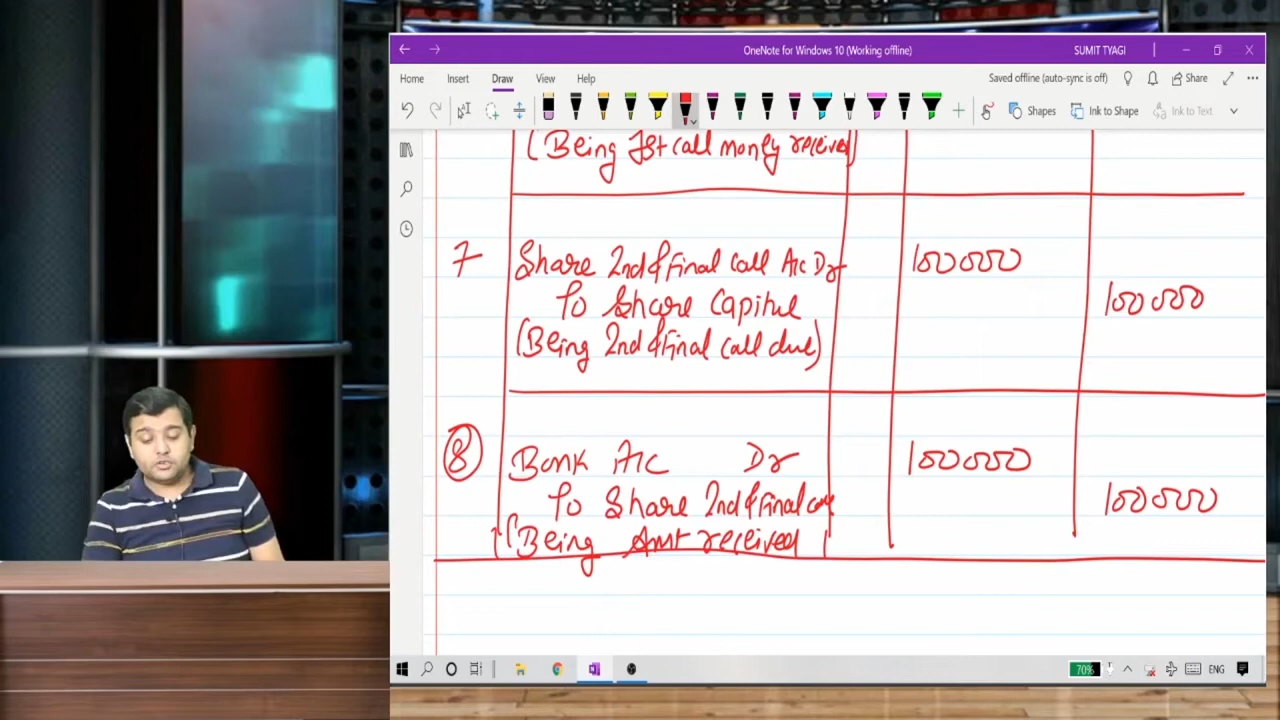 OneNote for Windows 10 (Working offline)
SUMIT TYAGI
Home Insert Draw View Help
Saved offline (auto-sync is off)
Share
Shapes
Ink to Shape
Ink to Text
(Being Ist call money received)
7 Share 2nd & Final Call A/c Dr 100000
To Share Capital 100000
(Being 2nd & Final call due)
8 Bank A/c Dr 100000
To Share 2nd & Final call 100000
(Being Amt received)
70%
ENG